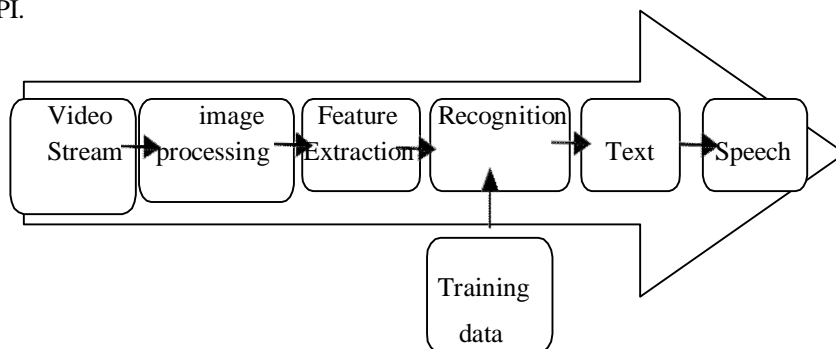 PI.
Video Stream
image processing
Feature Extraction
Recognition
Text
Speech
Training data